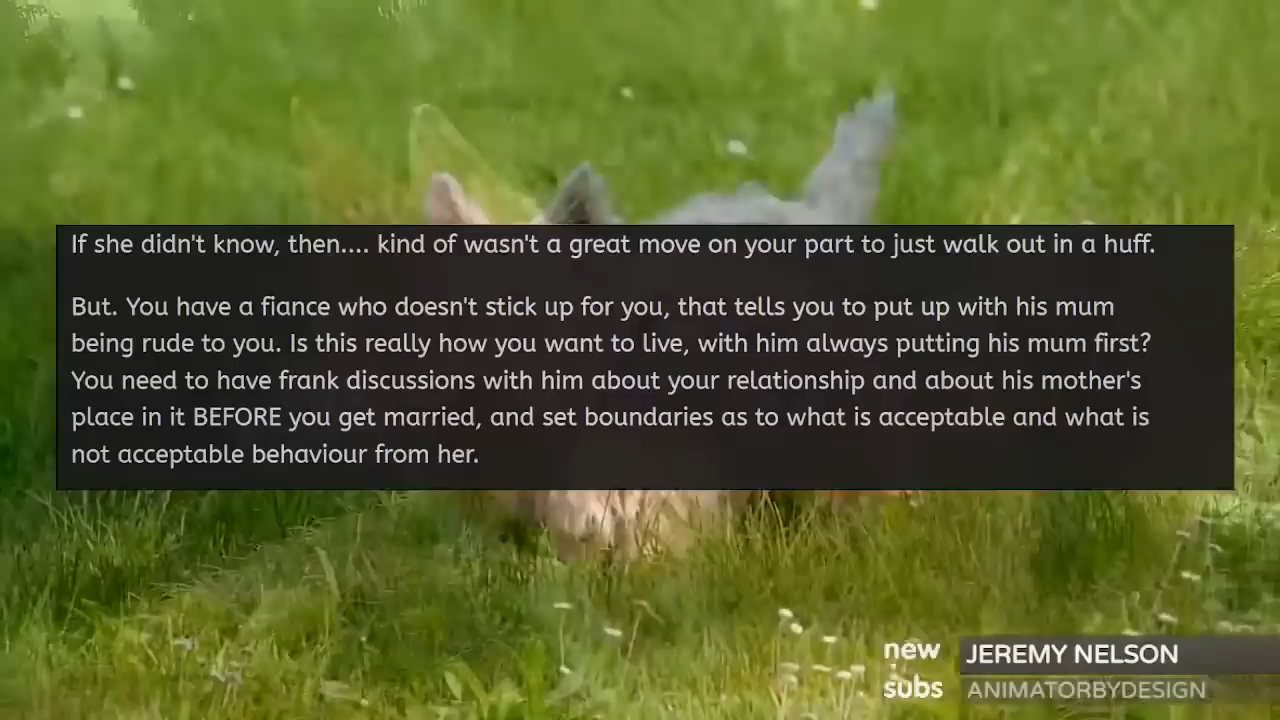 If she didn't know, then.... kind of wasn't a great move on your part to just walk out in a huff.
But. You have a fiance who doesn't stick up for you, that tells you to put up with his mum
being rude to you. Is this really how you want to live, with him always putting his mum first?
You need to have frank discussions with him about your relationship and about his mother's
place in it BEFORE you get married, and set boundaries as to what is acceptable and what is
not acceptable behaviour from her.
new
subs
JEREMY NELSON
ANIMATORBYDESIGN